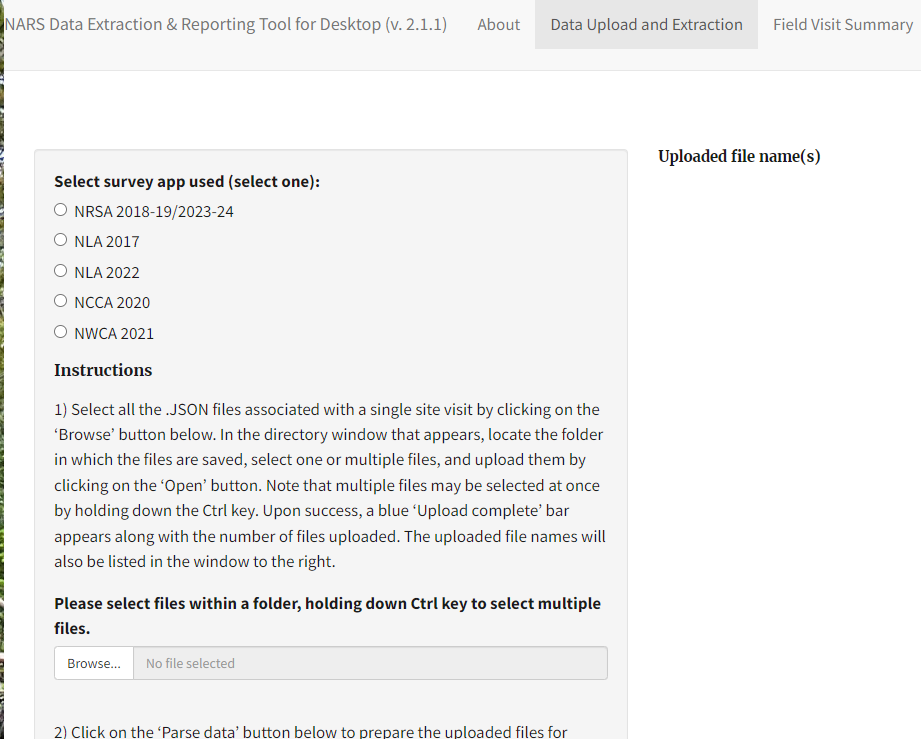 NARS Data Extraction & Reporting Tool for Desktop (v. 2.1.1) About Data Upload and Extraction Field Visit Summary
Select survey app used (select one):
NRSA 2018-19/2023-24
NLA 2017
NLA 2022
NCCA 2020
NWCA 2021
Instructions
1) Select all the .JSON files associated with a single site visit by clicking on the
‘Browse’ button below. In the directory window that appears, locate the folder
in which the files are saved, select one or multiple files, and upload them by
clicking on the ‘Open’ button. Note that multiple files may be selected at once
by holding down the Ctrl key. Upon success, a blue ‘Upload complete’ bar
appears along with the number of files uploaded. The uploaded file names will
also be listed in the window to the right.
Please select files within a folder, holding down Ctrl key to select multiple
files.
Browse... No file selected
2) Click on the ‘Parse data’ button below to prepare the uploaded files for
Uploaded file name(s)